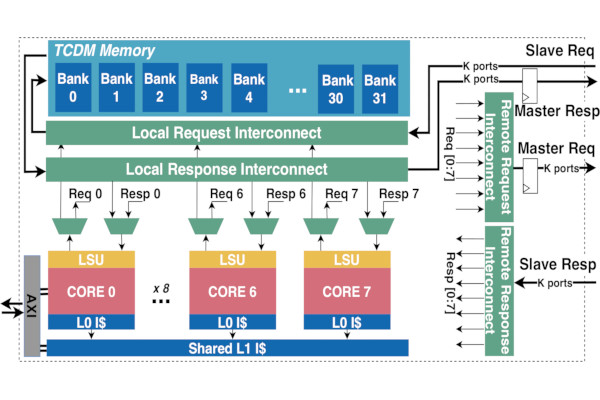 TCDM Memory
Bank 0
Bank 1
Bank 2
Bank 3
Bank 4
...
Bank 30
Bank 31
Slave Req
K ports
K ports
Master Resp
Local Request Interconnect
Local Response Interconnect
Remote Request Interconnect
Req [0:7]
Master Req
K ports
Req 0
Resp 0
Req 6
Resp 6
Req 7
Resp 7
Remote Response Interconnect
Resp [0:7]
Slave Resp
K ports
AXI
LSU
CORE 0
L0 I$
x 8
...
LSU
CORE 6
L0 I$
LSU
CORE 7
L0 I$
Shared L1 I$